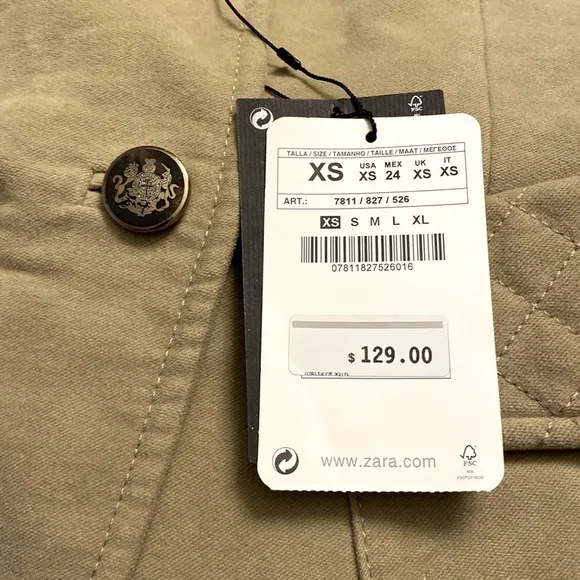 TALLA / SIZE / TAMANHO / TAILLE / MAAT / ΜΕΓΕΘΟΣ
XS USA XS MEX 24 UK XS IT XS
ART.: 7811 / 827 / 526
XS S M L XL
07811827526016
$ 129.00
www.zara.com
FSC
FSC